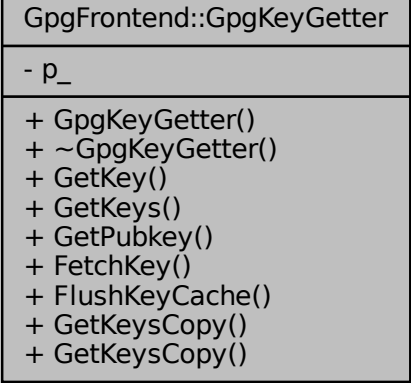 GpgFrontend::GpgKeyGetter
- p_
+ GpgKeyGetter()
+ ~GpgKeyGetter()
+ GetKey()
+ GetKeys()
+ GetPubkey()
+ FetchKey()
+ FlushKeyCache()
+ GetKeysCopy()
+ GetKeysCopy()